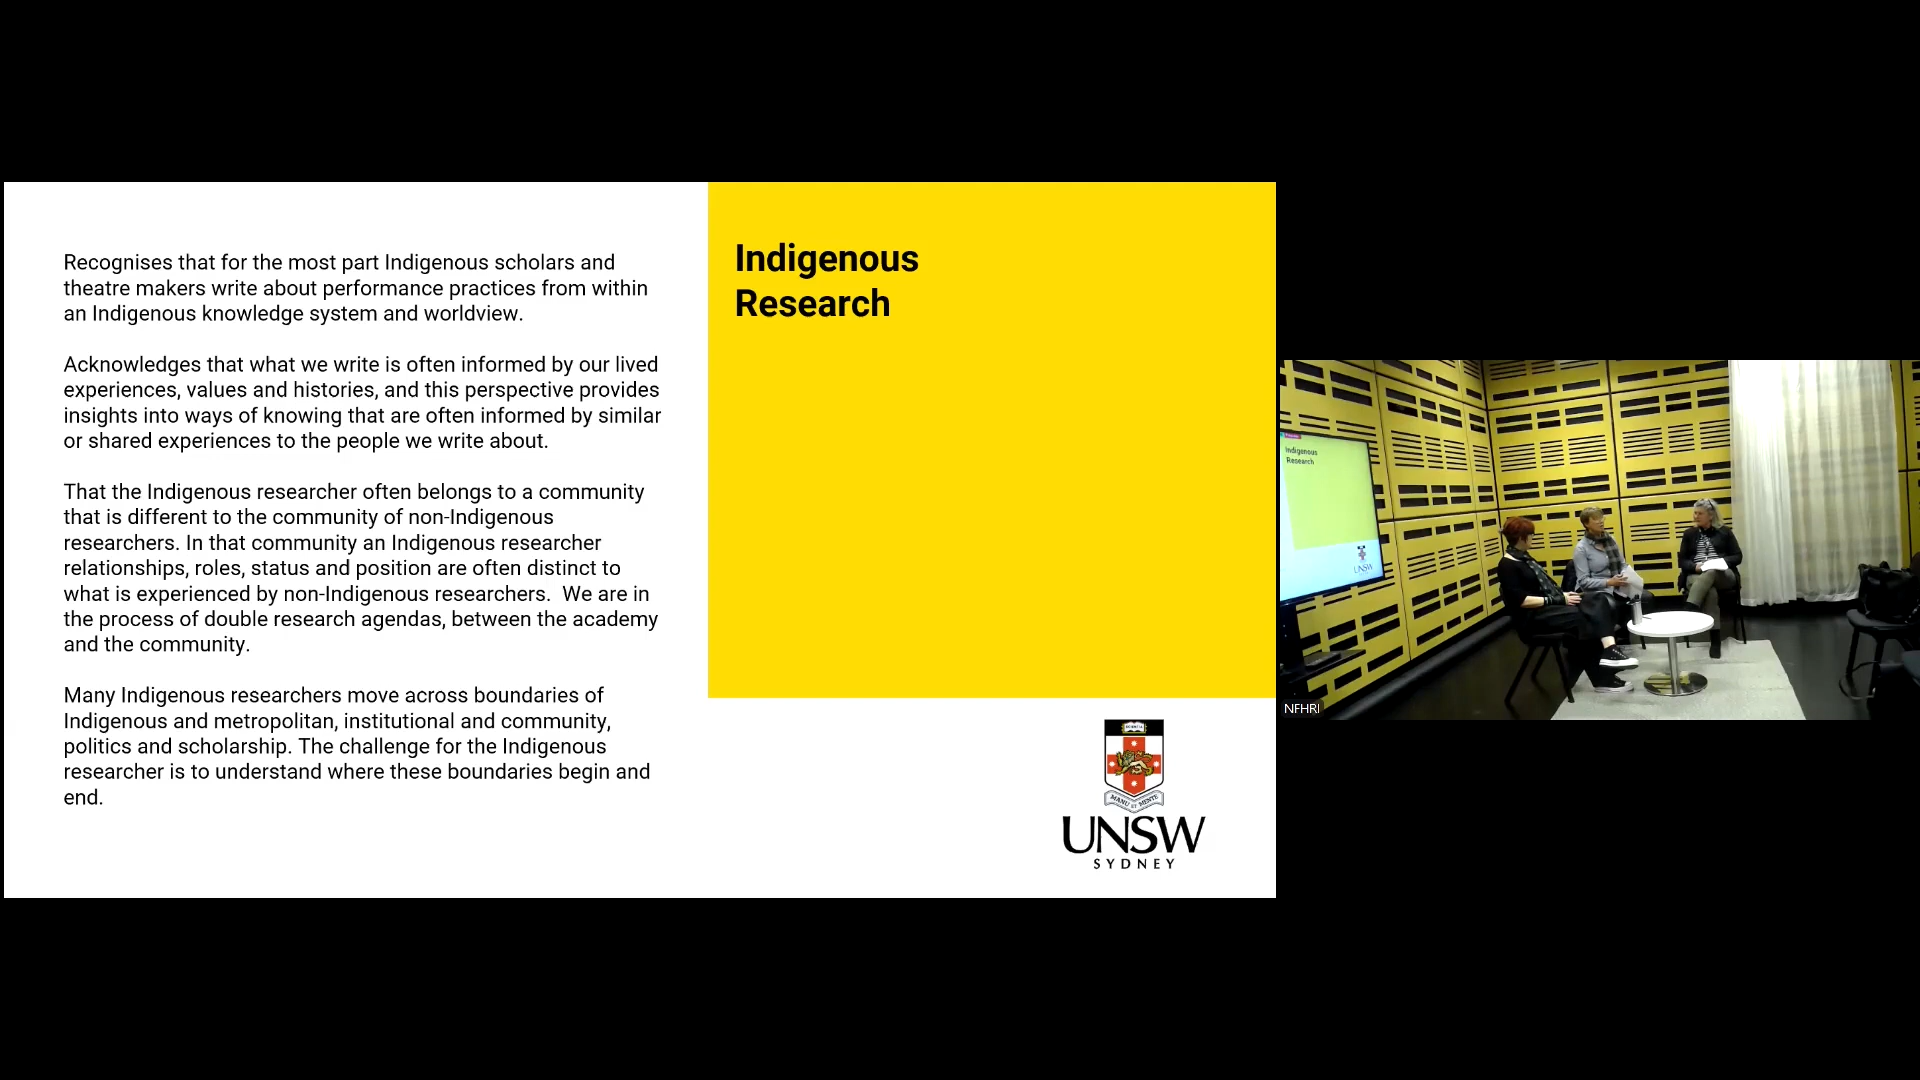 Recognises that for the most part Indigenous scholars and
theatre makers write about performance practices from within
an Indigenous knowledge system and worldview.
Acknowledges that what we write is often informed by our lived
experiences, values and histories, and this perspective provides
insights into ways of knowing that are often informed by similar
or shared experiences to the people we write about.
That the Indigenous researcher often belongs to a community
that is different to the community of non-Indigenous
researchers. In that community an Indigenous researcher
relationships, roles, status and position are often distinct to
what is experienced by non-Indigenous researchers.  We are in
the process of double research agendas, between the academy
and the community.
Many Indigenous researchers move across boundaries of
Indigenous and metropolitan, institutional and community,
politics and scholarship. The challenge for the Indigenous
researcher is to understand where these boundaries begin and
end.
Indigenous
Research
MANU ET MENTE
UNSW
SYDNEY
Indigenous
Research
UNSW
NFHRI